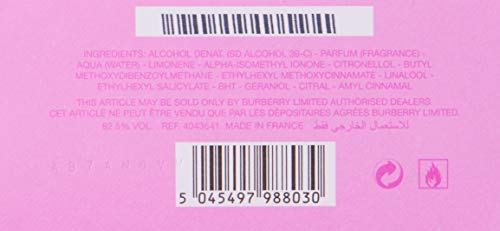 INGREDIENTS: ALCOHOL DENAT. (SD ALCOHOL 39-C) - PARFUM (FRAGRANCE) -
AQUA (WATER) - LIMONENE - ALPHA-ISOMETHYL IONONE - CITRONELLOL - BUTYL
METHOXYDIBENZOYLMETHANE - ETHYLHEXYL METHOXYCINNAMATE - LINALOOL -
ETHYLHEXYL SALICYLATE - BHT - GERANIOL - CITRAL - AMYL CINNAMAL
THIS ARTICLE MAY BE SOLD ONLY BY BURBERRY LIMITED AUTHORISED DEALERS.
CET ARTICLE NE PEUT ÊTRE VENDU QUE PAR LES DÉPOSITAIRES AGRÉÉS BURBERRY LIMITED.
82.5% VOL. REF. 4043641. MADE IN FRANCE للاستعمال الخارجي فقط
5 045497 988030